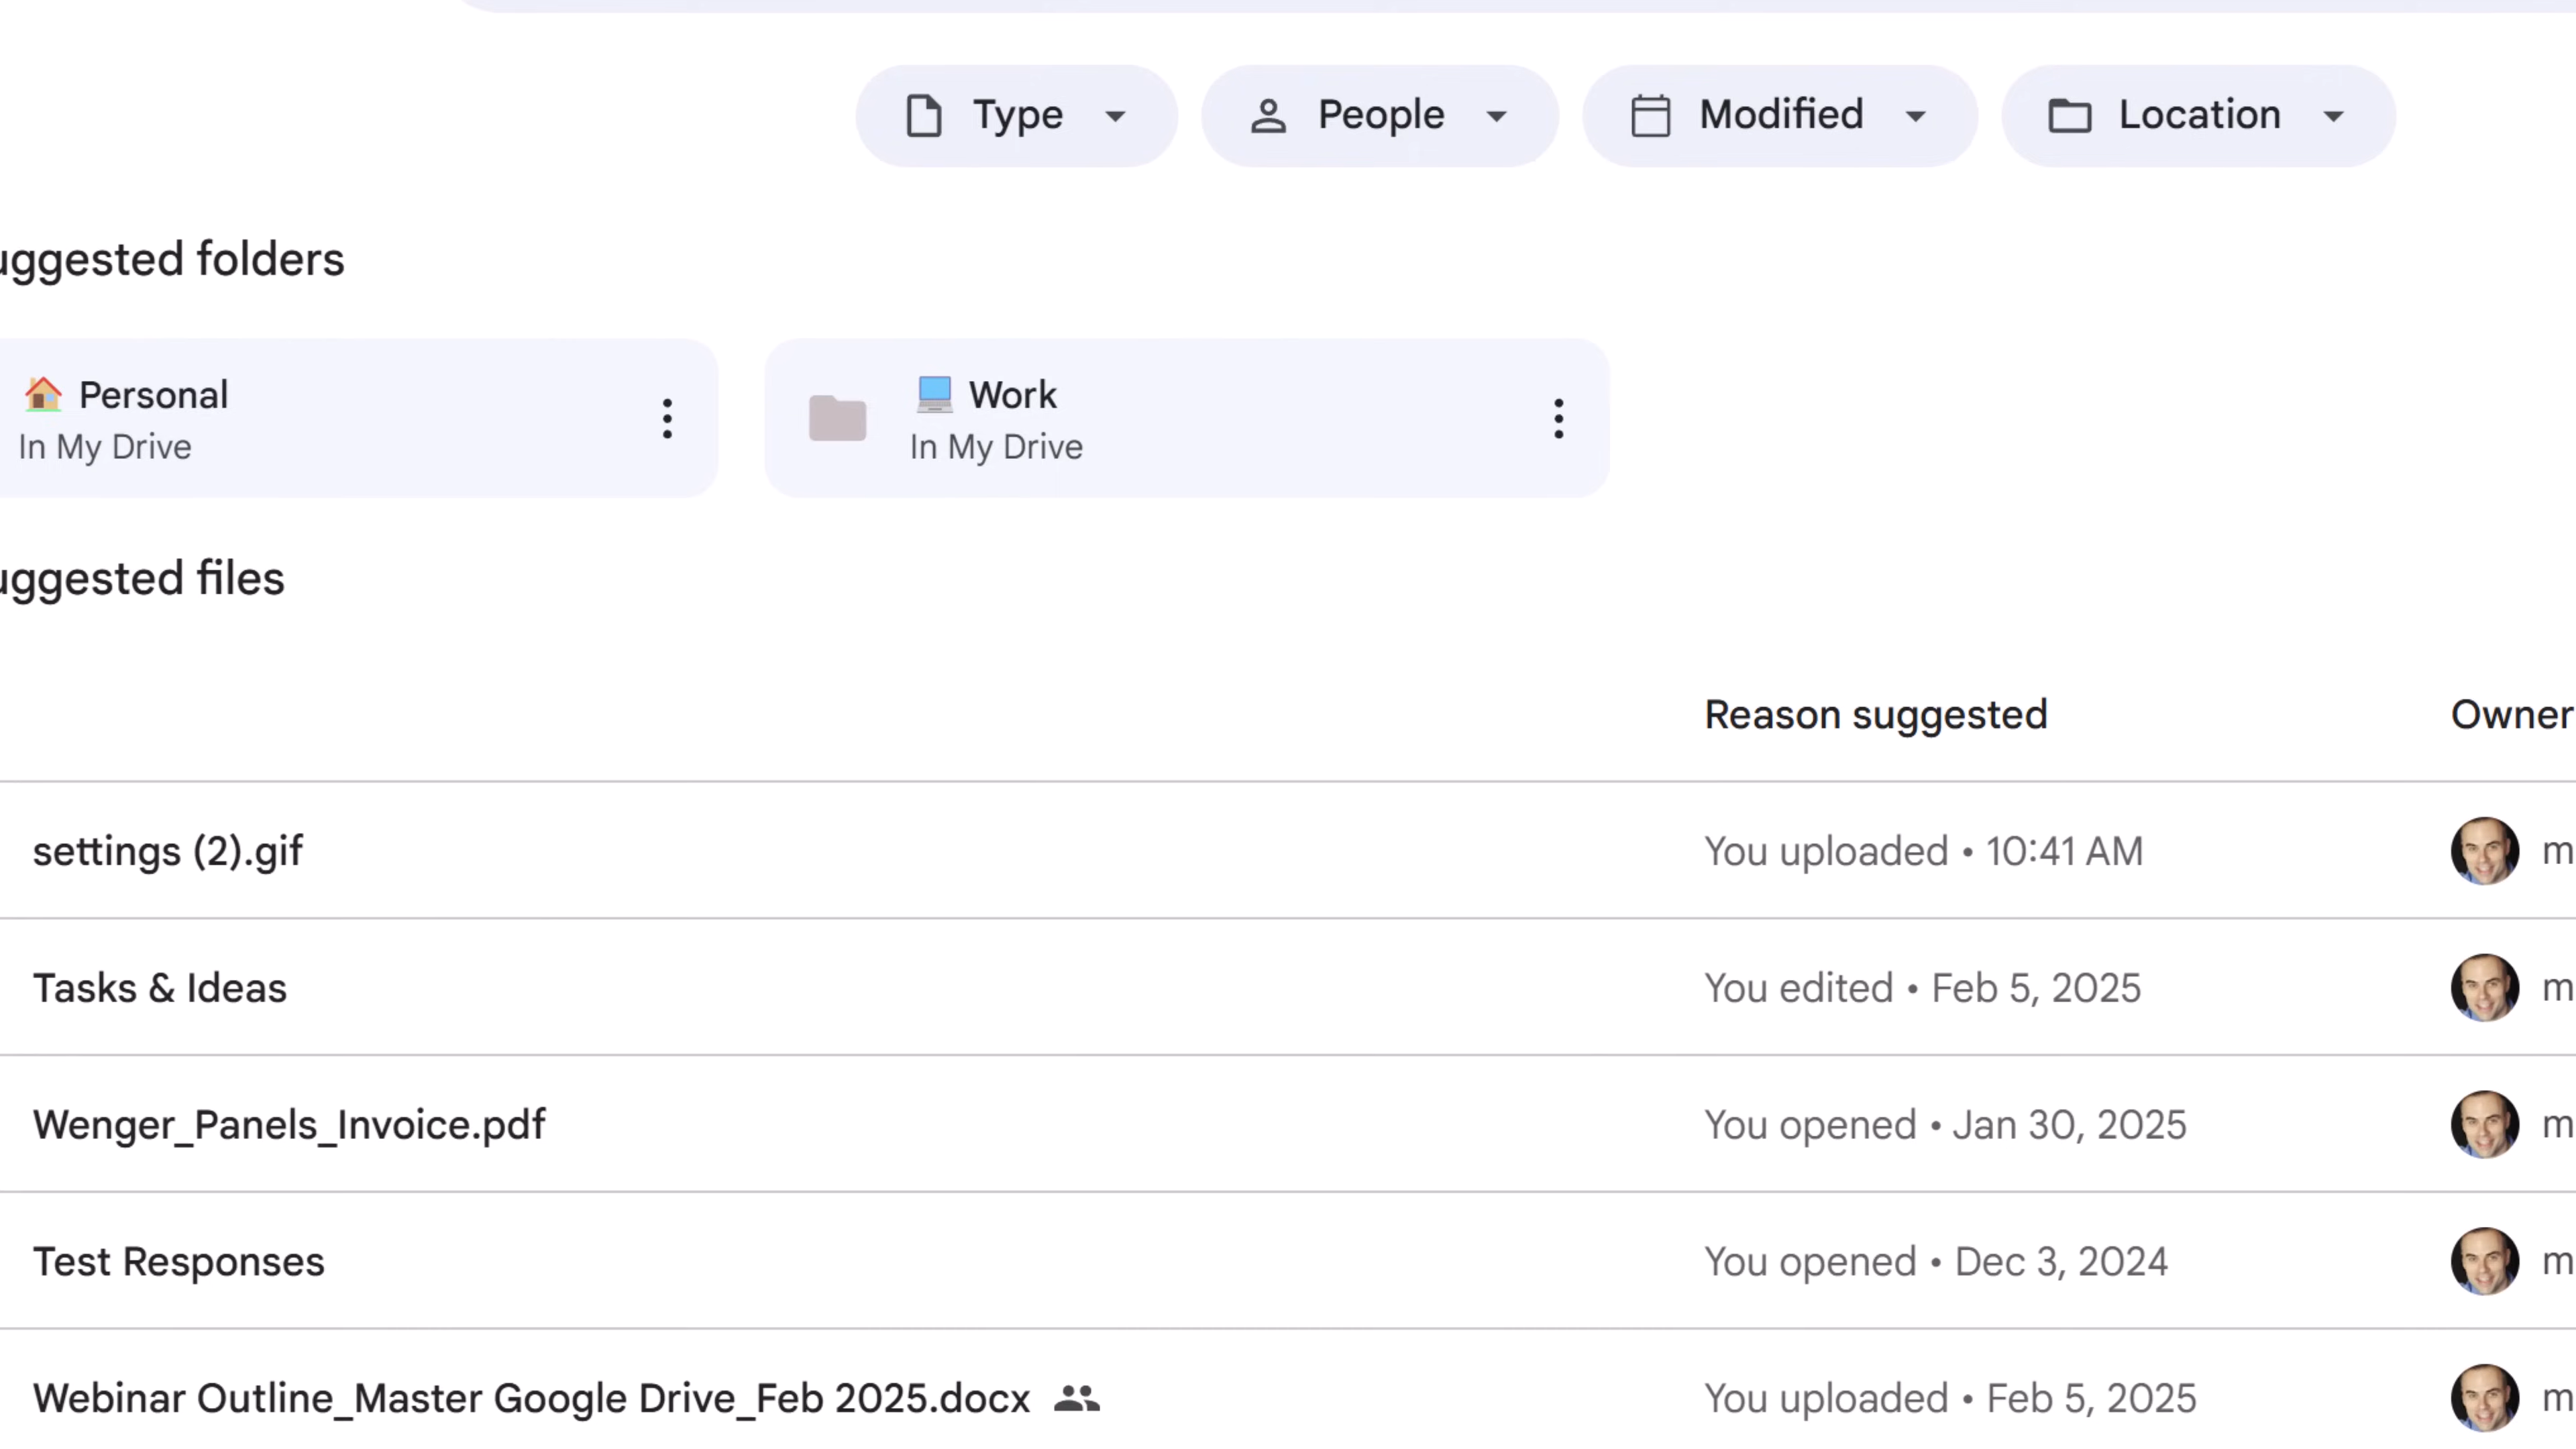 Type People Modified Location
uggested folders
Personal
In My Drive
Work
In My Drive
uggested files
Reason suggested Owner
settings (2).gif You uploaded • 10:41 AM m
Tasks & Ideas You edited • Feb 5, 2025 m
Wenger_Panels_Invoice.pdf You opened • Jan 30, 2025 m
Test Responses You opened • Dec 3, 2024 m
Webinar Outline_Master Google Drive_Feb 2025.docx You uploaded • Feb 5, 2025 m